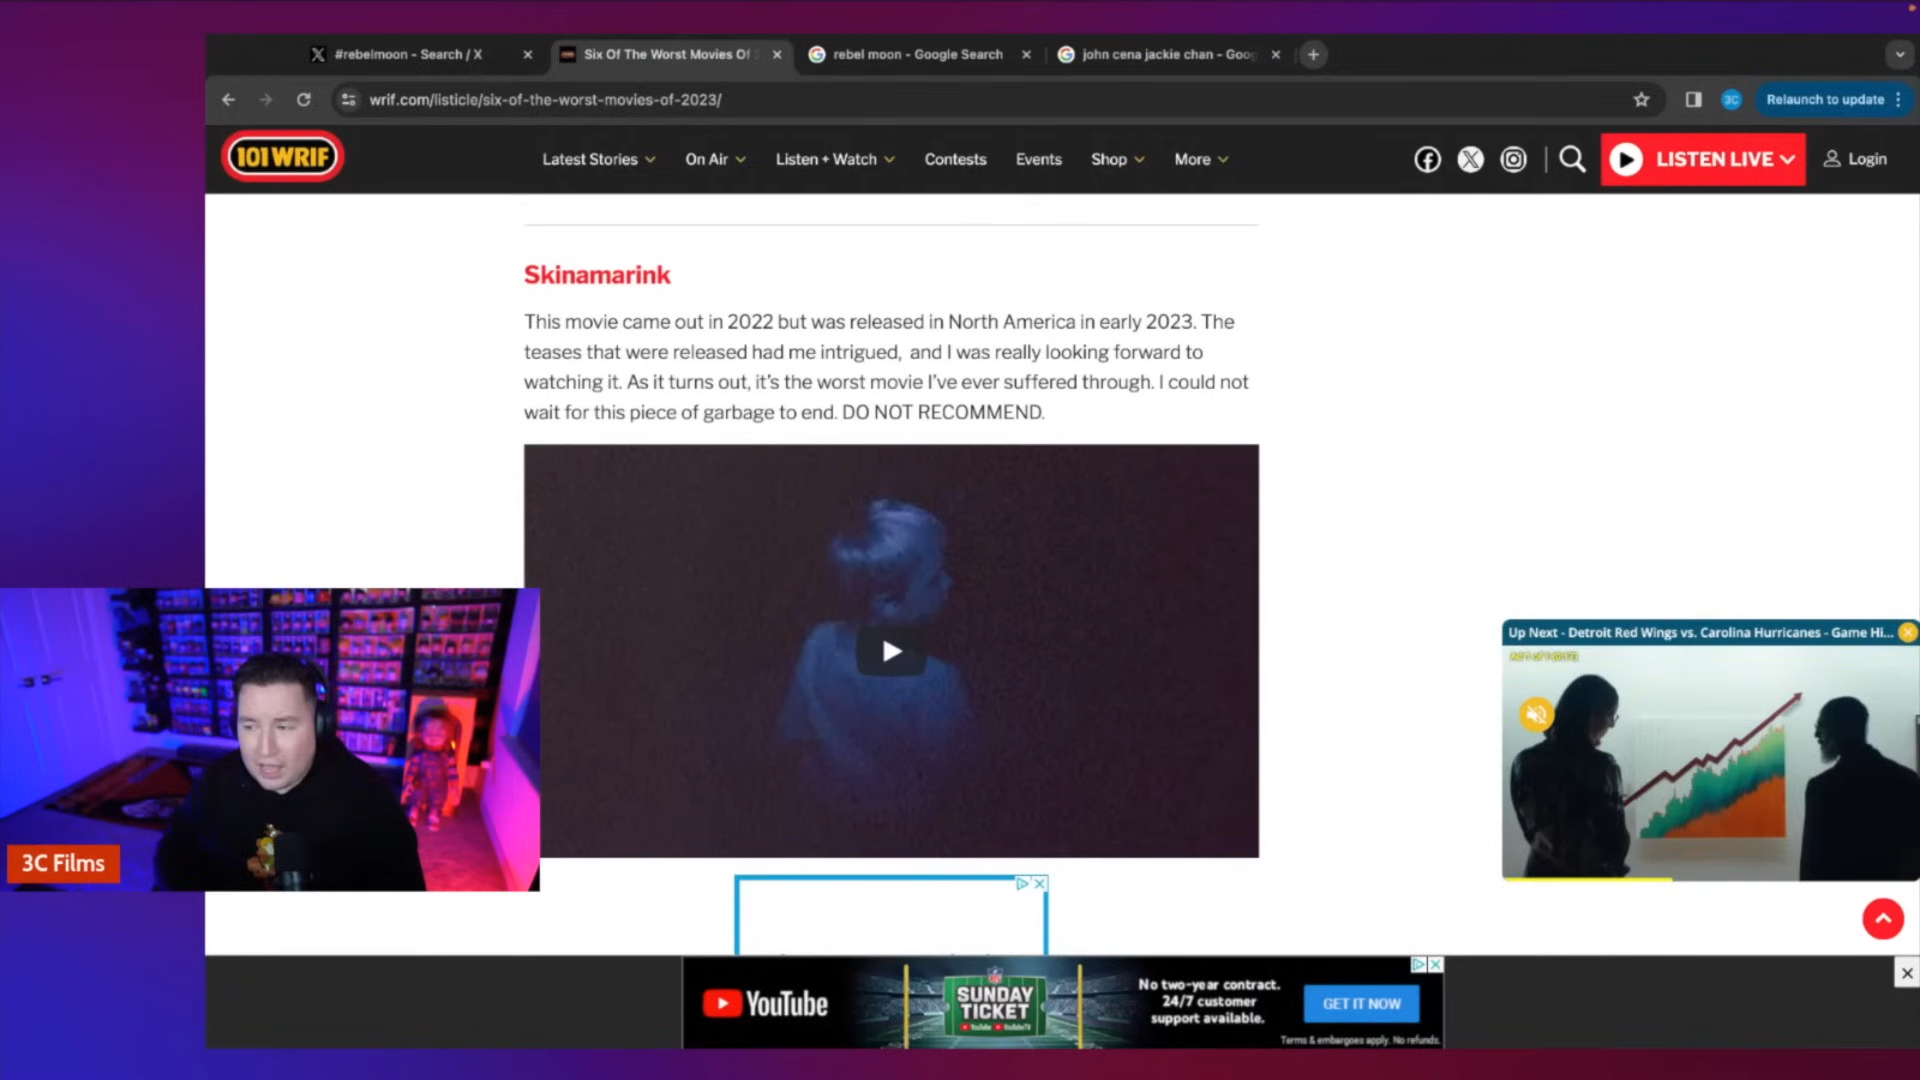 #rebelmoon - Search / X
Six Of The Worst Movies Of
rebel moon - Google Search
john cena jackie chan - Goo
wrif.com/listicle/six-of-the-worst-movies-of-2023/
3C
Relaunch to update
101 WRIF
Latest Stories
On Air
Listen + Watch
Contests
Events
Shop
More
LISTEN LIVE
Login
Skinamarink
This movie came out in 2022 but was released in North America in early 2023. The
teases that were released had me intrigued,  and I was really looking forward to
watching it. As it turns out, it’s the worst movie I’ve ever suffered through. I could not
wait for this piece of garbage to end. DO NOT RECOMMEND.
Up Next - Detroit Red Wings vs. Carolina Hurricanes - Game Hi...
3C Films
YouTube
NFL
SUNDAY
TICKET
YouTube YouTubeTV
No two-year contract.
24/7 customer
support available.
GET IT NOW
Terms & embargoes apply. No refunds.